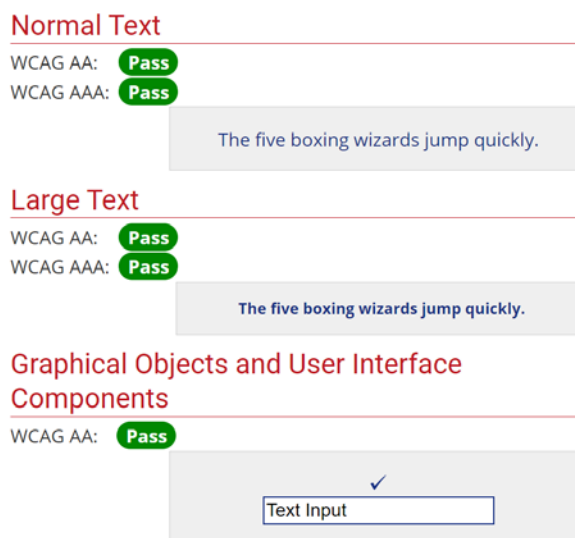 Normal Text
WCAG AA: Pass
WCAG AAA: Pass
The five boxing wizards jump quickly.
Large Text
WCAG AA: Pass
WCAG AAA: Pass
The five boxing wizards jump quickly.
Graphical Objects and User Interface
Components
WCAG AA: Pass
✓
Text Input